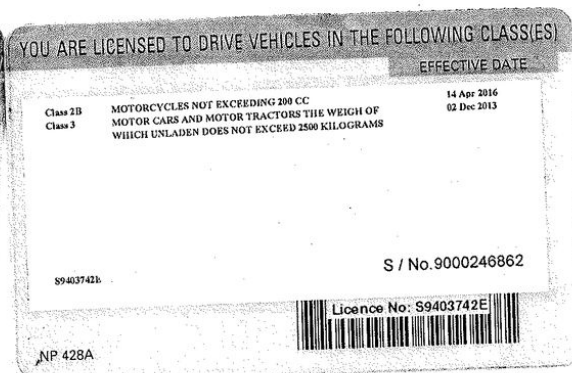 YOU ARE LICENSED TO DRIVE VEHICLES IN THE FOLLOWING CLASS(ES)
EFFECTIVE DATE
Class 2B MOTORCYCLES NOT EXCEEDING 200 CC 14 Apr 2016
Class 3 MOTOR CARS AND MOTOR TRACTORS THE WEIGH OF 02 Dec 2013
WHICH UNLADEN DOES NOT EXCEED 2500 KILOGRAMS
S9403742E
S / No.9000246862
Licence No: S9403742E
NP 428A